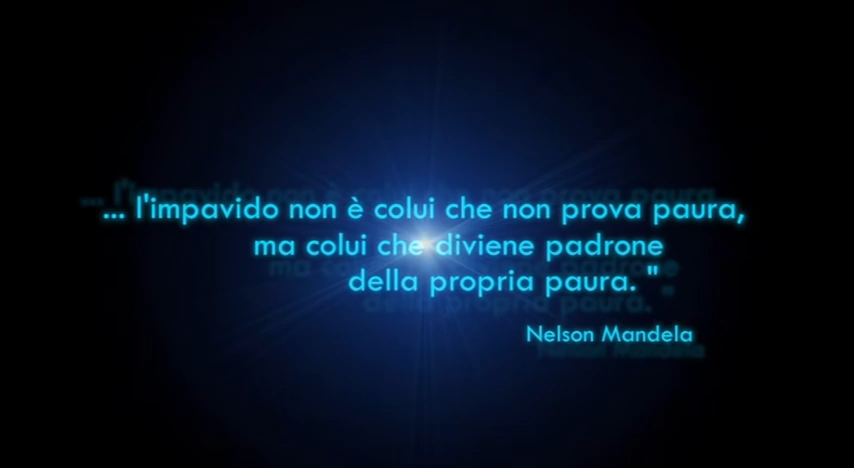 ... l'impavido non è colui che non prova paura,
ma colui che diviene padrone
della propria paura. "
Nelson Mandela